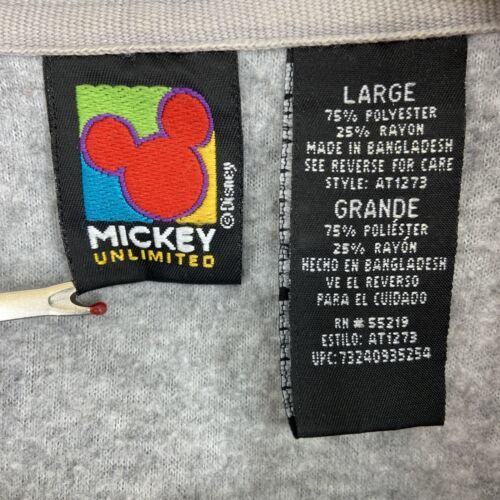 © Disney
MICKEY
UNLIMITED
LARGE
75% POLYESTER
25% RAYON
MADE IN BANGLADESH
SEE REVERSE FOR CARE
STYLE: AT1273
GRANDE
75% POLIÉSTER
25% RAYÓN
HECHO EN BANGLADESH
VE EL REVERSO
PARA EL CUIDADO
RN # 55219
ESTILO: AT1273
UPC: 73240935254